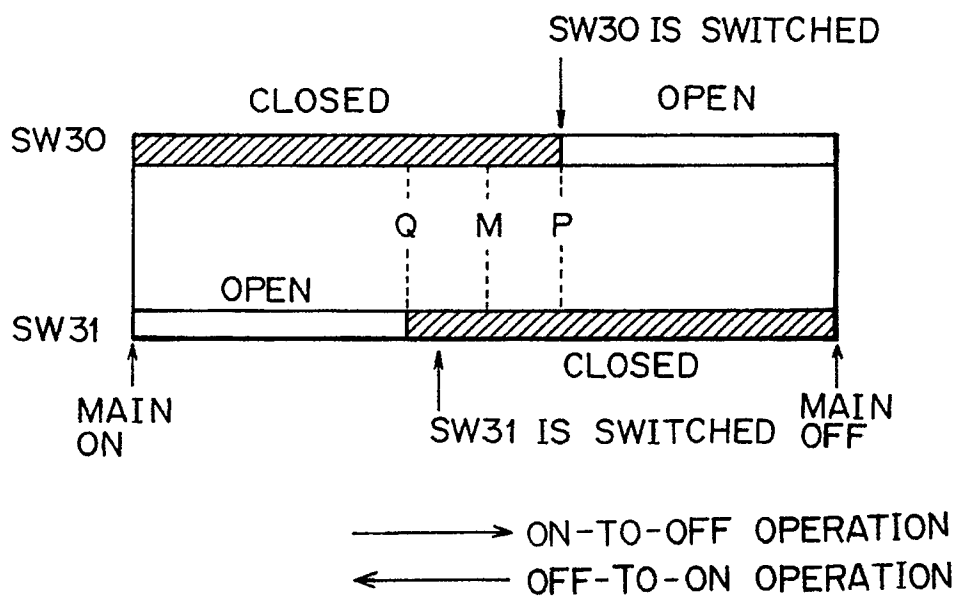 SW30 IS SWITCHED
CLOSED
OPEN
SW30
Q M P
OPEN
SW31
CLOSED
MAIN
ON
SW31 IS SWITCHED
MAIN
OFF
ON-TO-OFF OPERATION
OFF-TO-ON OPERATION